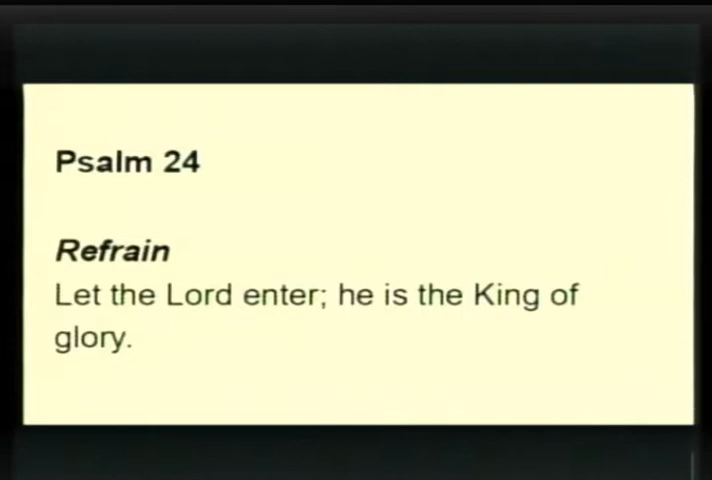 Psalm 24
Refrain
Let the Lord enter; he is the King of
glory.